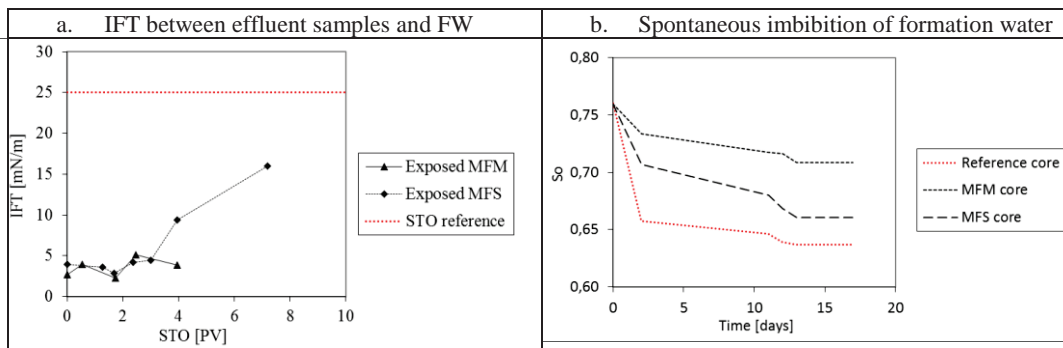 a. IFT between effluent samples and FW
b. Spontaneous imbibition of formation water
30
25
20
15
10
5
0
IFT [mN/m]
0 2 4 6 8 10
STO [PV]
Exposed MFM
Exposed MFS
STO reference
0,80
0,75
0,70
0,65
0,60
So
0 5 10 15 20
Time [days]
Reference core
MFM core
MFS core